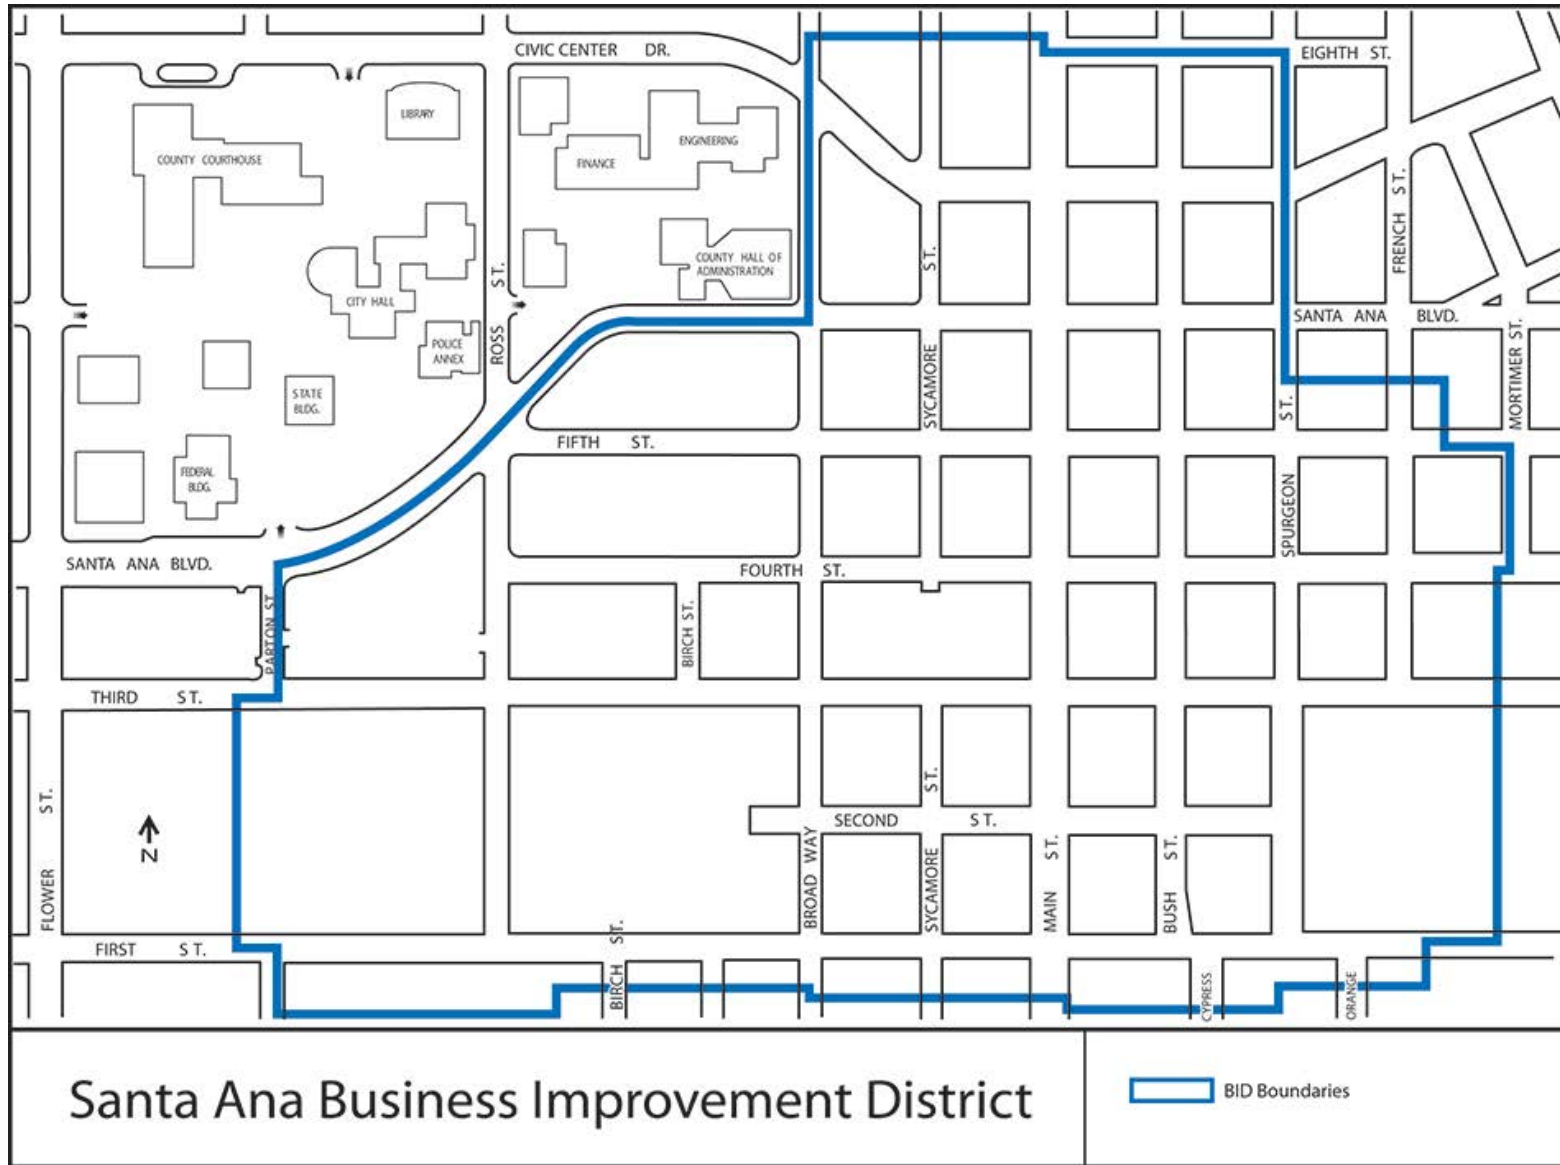 CIVIC CENTER DR.
EIGHTH ST.
LIBRARY
COUNTY COURTHOUSE
ENGINEERING
FINANCE
FRENCH ST.
ST.
ST.
COUNTY HALL OF
ADMINISTRATION
CITY HALL
SANTA ANA BLVD.
ROSS
POLICE
ANNEX
SYCAMORE
MORTIMER ST.
STATE
BLDG.
ST.
FIFTH ST.
FEDERAL
BLDG.
SPURGEON
SANTA ANA BLVD.
FOURTH ST.
PARTON ST.
BIRCH ST.
THIRD ST.
FLOWER ST.
N
ST.
SECOND ST.
BROAD WAY
SYCAMORE
MAIN ST.
BUSH ST.
FIRST ST.
BIRCH ST.
CYPRESS
ORANGE
Santa Ana Business Improvement District
BID Boundaries